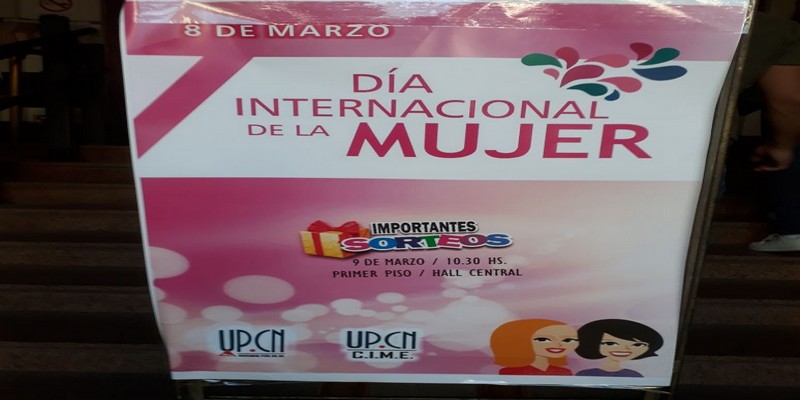 8 DE MARZO
DÍA
INTERNACIONAL
DE LA MUJER
IMPORTANTES
SORTEOS
9 DE MARZO / 10.30 HS.
PRIMER PISO / HALL CENTRAL
UP.CN UP.CN
C.I.M.E.